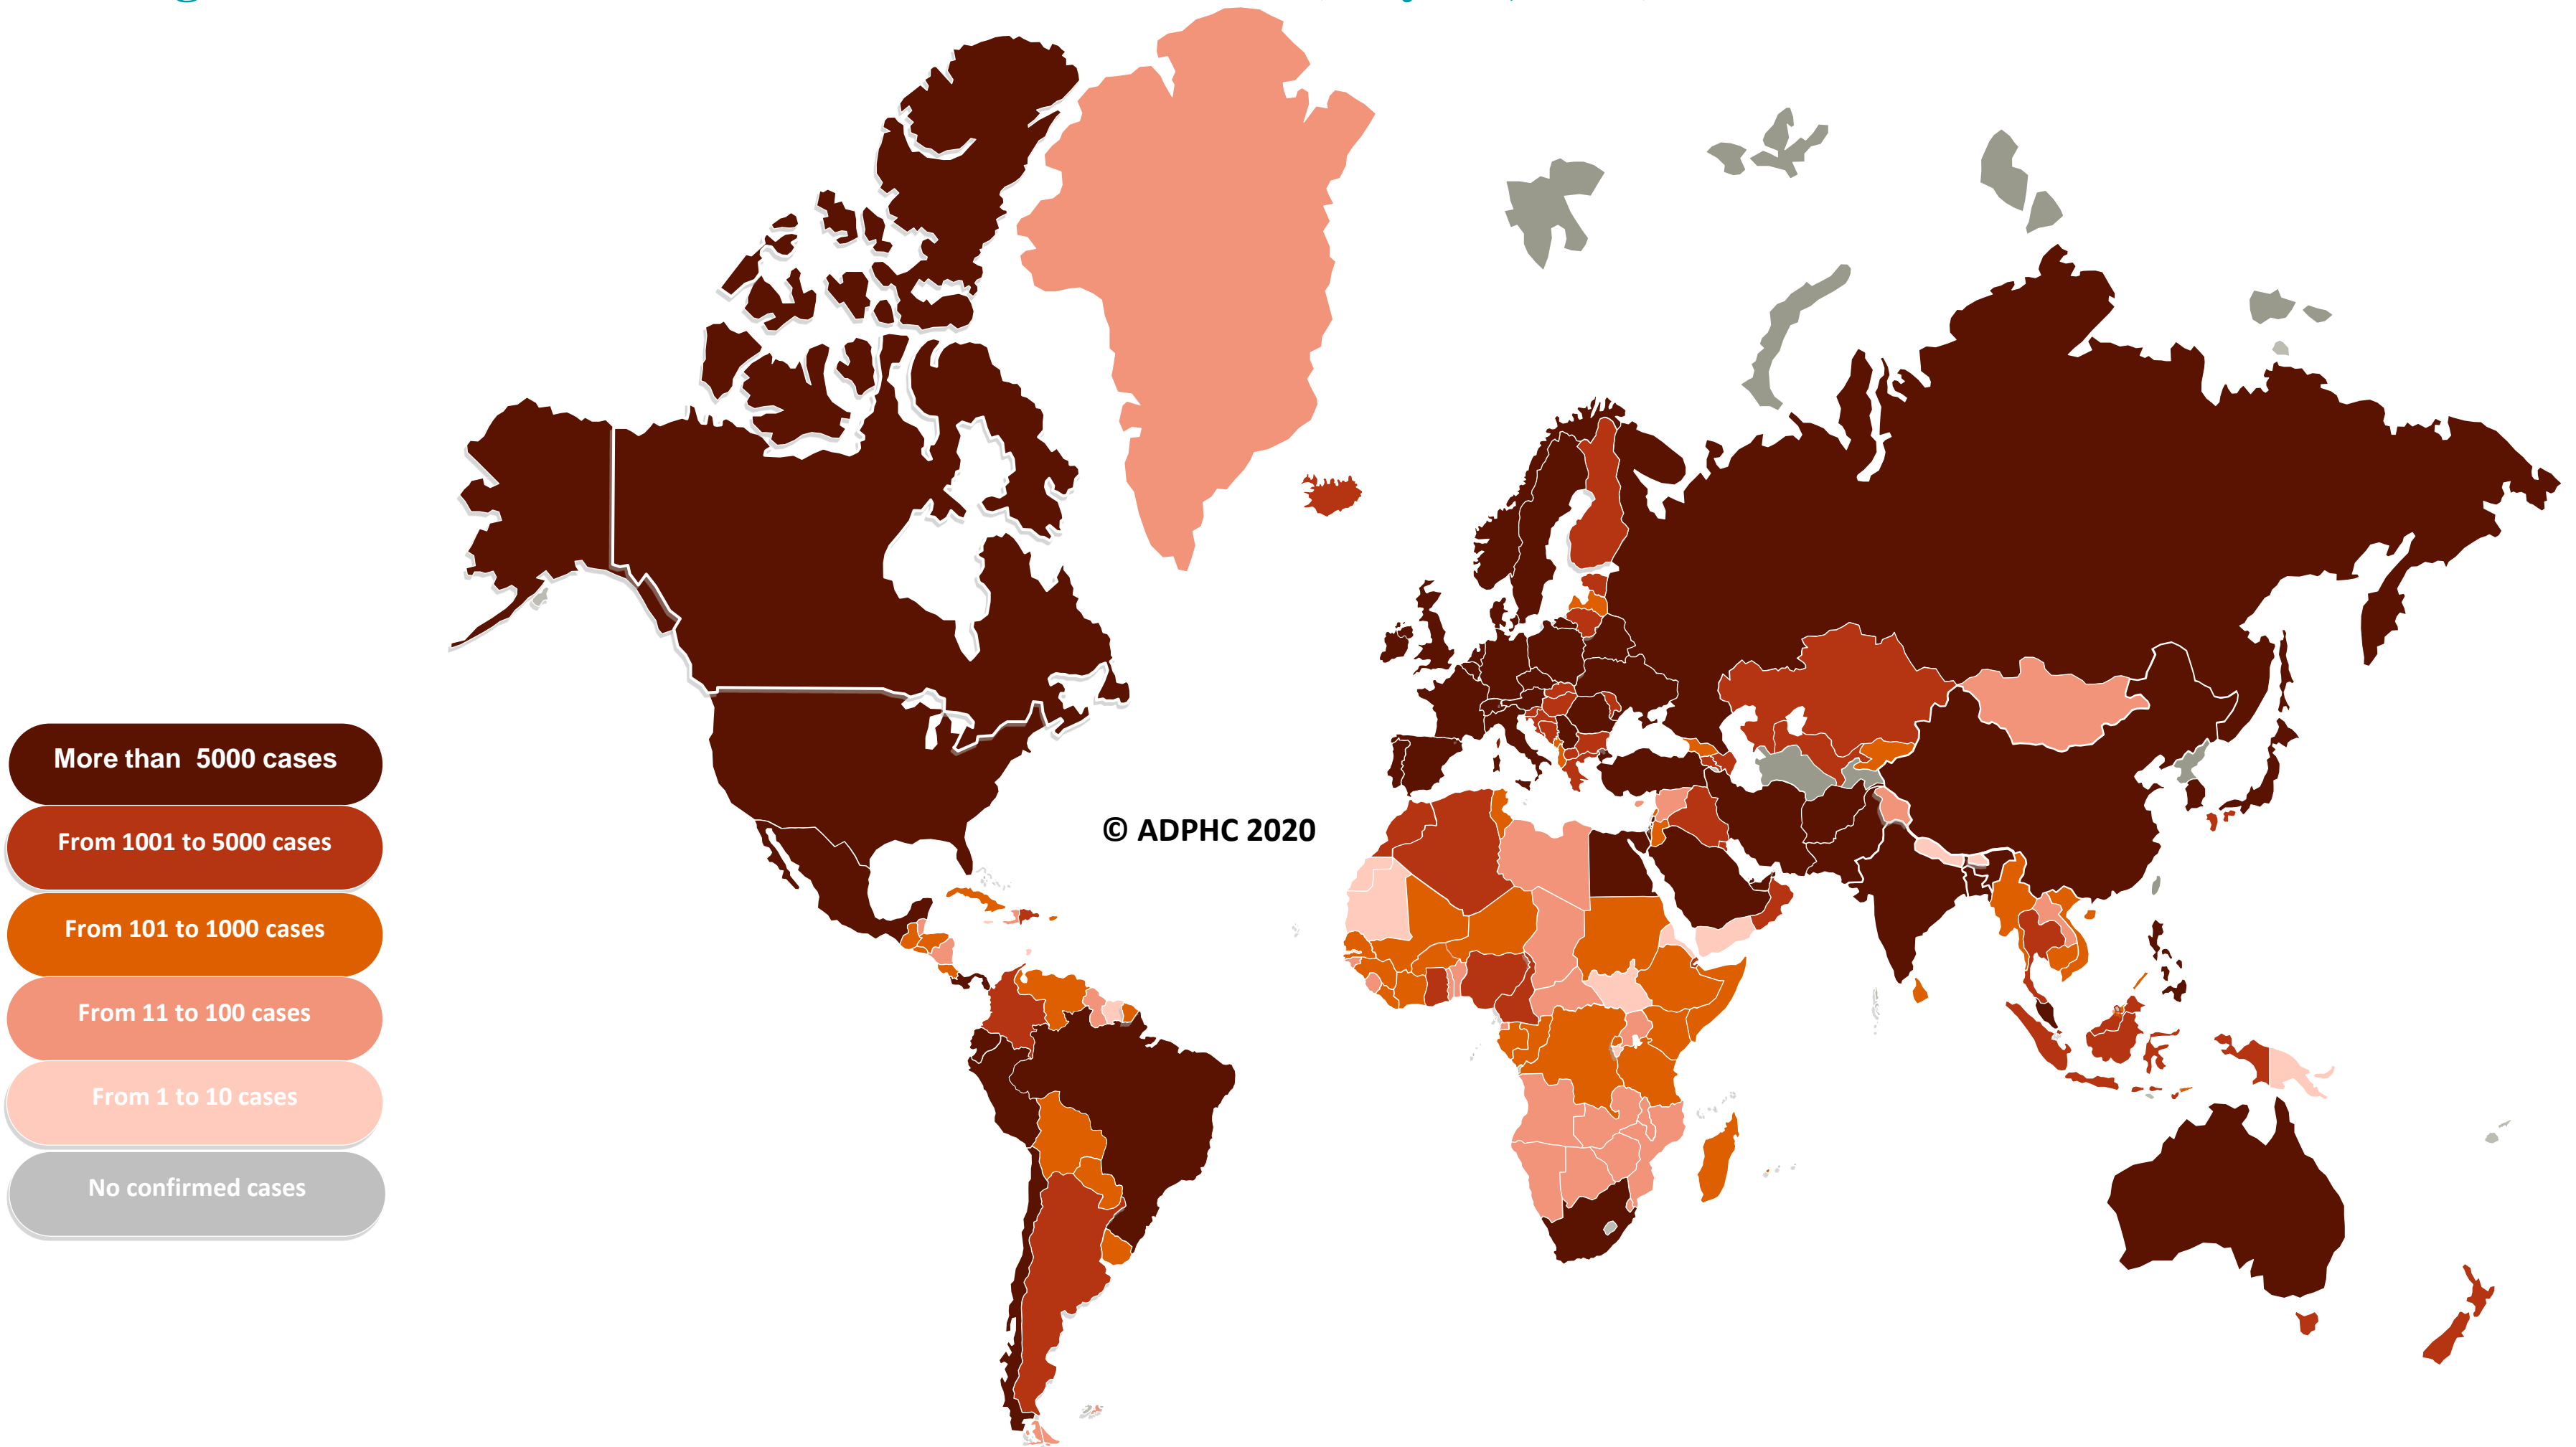 More than  5000 cases
From 1001 to 5000 cases
From 101 to 1000 cases
From 11 to 100 cases
From 1 to 10 cases
No confirmed cases
© ADPHC 2020